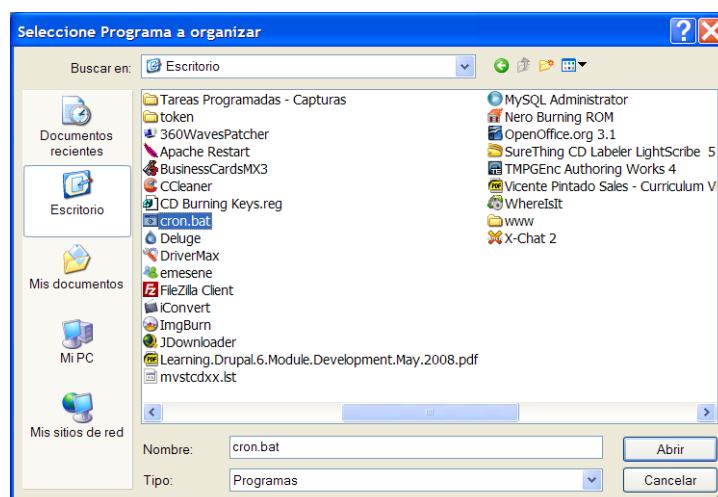 Seleccione Programa a organizar
Buscar en:
Escritorio
Documentos
recientes
Escritorio
Mis documentos
Mi PC
Mis sitios de red
Tareas Programadas - Capturas
token
360WavesPatcher
Apache Restart
BusinessCardsMX3
CCleaner
CD Burning Keys.reg
cron.bat
Deluge
DriverMax
emesene
FileZilla Client
iConvert
ImgBurn
JDownloader
Learning.Drupal.6.Module.Development.May.2008.pdf
mvstcdxx.lst
MySQL Administrator
Nero Burning ROM
OpenOffice.org 3.1
SureThing CD Labeler LightScribe 5
TMPGEnc Authoring Works 4
Vicente Pintado Sales - Curriculum V
WhereIsIt
www
X-Chat 2
Nombre:
cron.bat
Abrir
Tipo:
Programas
Cancelar